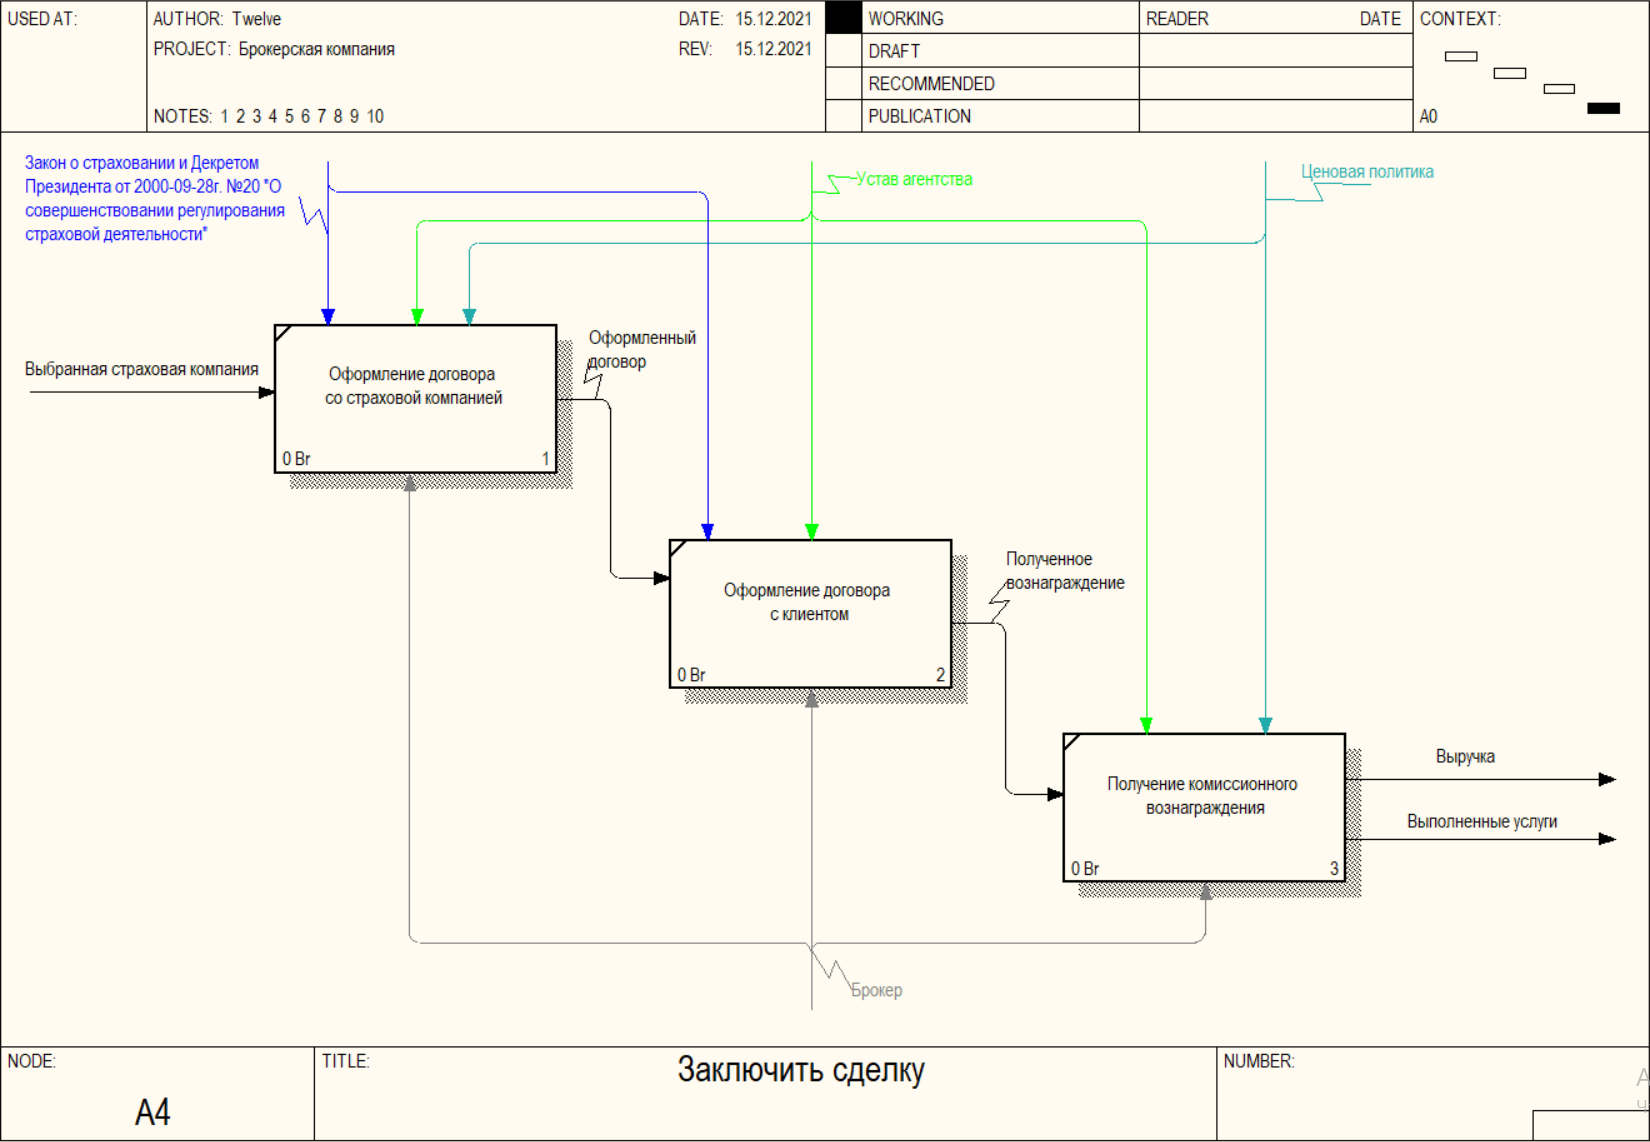 USED AT:
AUTHOR: Twelve
DATE: 15.12.2021
PROJECT: Брокерская компания
REV: 15.12.2021
NOTES: 1 2 3 4 5 6 7 8 9 10
WORKING
DRAFT
RECOMMENDED
PUBLICATION
READER
DATE
CONTEXT:
A0
Закон о страховании и Декретом
Президента от 2000-09-28г. №20 "О
совершенствовании регулирования
страховой деятельности"
Устав агентства
Ценовая политика
Выбранная страховая компания
Оформление договора
со страховой компанией
0 Br
1
Оформленный
договор
Оформление договора
с клиентом
0 Br
2
Полученное
вознаграждение
Получение комиссионного
вознаграждения
0 Br
3
Выручка
Выполненные услуги
Брокер
NODE:
A4
TITLE:
Заключить сделку
NUMBER: